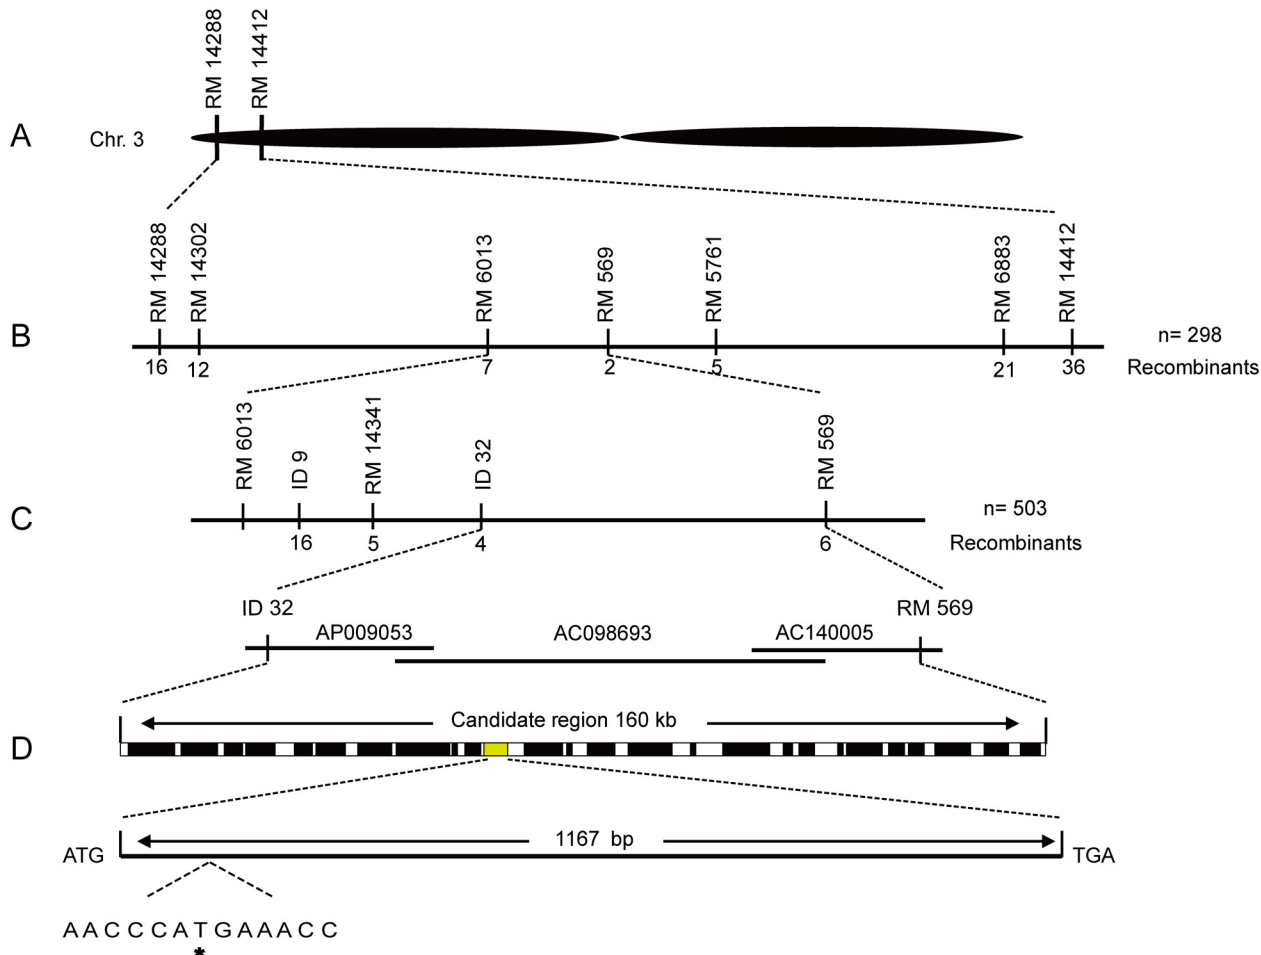 RM 14288
RM 14412
A
Chr. 3
RM 14288
RM 14302
RM 6013
RM 569
RM 5761
RM 6883
RM 14412
B
n= 298
16
12
7
2
5
21
36
Recombinants
RM 6013
ID 9
RM 14341
ID 32
RM 569
C
n= 503
16
5
4
6
Recombinants
ID 32
RM 569
AP009053
AC098693
AC140005
Candidate region 160 kb
D
1167 bp
ATG
TGA
A A C C C A T G A A A C C
*